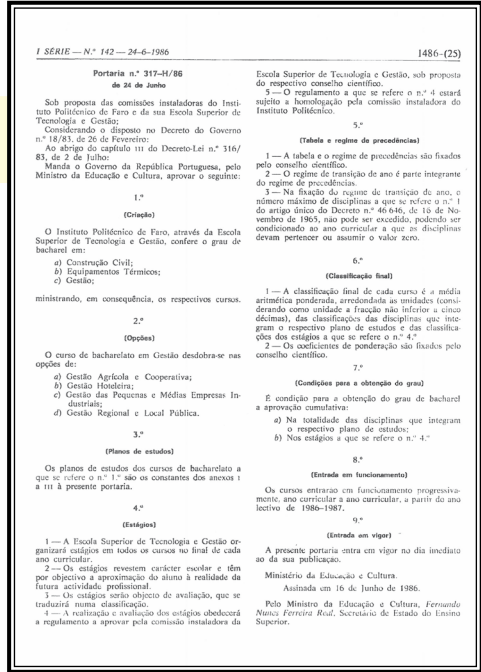 I SÉRIE — N.º 142 — 24-6-1986
1486-(25)
Portaria n.º 317-H/86
de 24 de Junho
Sob proposta das comissões instaladoras do Insti-
tuto Politécnico de Faro e da sua Escola Superior de
Tecnologia e Gestão;
Considerando o disposto no Decreto do Governo
n.º 18/83, de 26 de Fevereiro:
Ao abrigo do capítulo III do Decreto-Lei n.º 316/
83, de 2 de Julho:
Manda o Governo da República Portuguesa, pelo
Ministro da Educação e Cultura, aprovar o seguinte:
1.º
(Criação)
O Instituto Politécnico de Faro, através da Escola
Superior de Tecnologia e Gestão, confere o grau de
bacharel em:
a) Construção Civil;
b) Equipamentos Térmicos;
c) Gestão;
ministrando, em consequência, os respectivos cursos.
2.º
(Opções)
O curso de bacharelato em Gestão desdobra-se nas
opções de:
a) Gestão Agrícola e Cooperativa;
b) Gestão Hoteleira;
c) Gestão das Pequenas e Médias Empresas In-
dustriais;
d) Gestão Regional e Local Pública.
3.º
(Planos de estudos)
Os planos de estudos dos cursos de bacharelato a
que se refere o n.º 1.º são os constantes dos anexos I
a III à presente portaria.
4.º
(Estágios)
1 — A Escola Superior de Tecnologia e Gestão or-
ganizará estágios em todos os cursos no final de cada
ano curricular.
2 — Os estágios revestem carácter escolar e têm
por objectivo a aproximação do aluno à realidade da
futura actividade profissional.
3 — Os estágios serão objecto de avaliação, que se
traduzirá numa classificação.
4 — A realização e avaliação dos estágios obedecerá
a regulamento a aprovar pela comissão instaladora da
Escola Superior de Tecnologia e Gestão, sob proposta
do respectivo conselho científico.
5 — O regulamento a que se refere o n.º 4 estará
sujeito a homologação pela comissão instaladora do
Instituto Politécnico.
5.º
(Tabela e regime de precedências)
1 — A tabela e o regime de precedências são fixados
pelo conselho científico.
2 — O regime de transição de ano é parte integrante
do regime de precedências.
3 — Na fixação do regime de transição de ano, o
número máximo de disciplinas a que se refere o n.º 1
do artigo único do Decreto n.º 46 646, de 16 de No-
vembro de 1965, não pode ser excedido, podendo ser
condicionado ao ano curricular a que as disciplinas
devam pertencer ou assumir o valor zero.
6.º
(Classificação final)
1 — A classificação final de cada curso é a média
aritmética ponderada, arredondada às unidades (consi-
derando como unidade a fracção não inferior a cinco
décimas), das classificações das disciplinas que inte-
gram o respectivo plano de estudos e das classifica-
ções dos estágios a que se refere o n.º 4.º
2 — Os coeficientes de ponderação são fixados pelo
conselho científico.
7.º
(Condições para a obtenção do grau)
É condição para a obtenção do grau de bacharel
a aprovação cumulativa:
a) Na totalidade das disciplinas que integram
o respectivo plano de estudos;
b) Nos estágios a que se refere o n.º 4.º
8.º
(Entrada em funcionamento)
Os cursos entrarão em funcionamento progressiva-
mente, ano curricular a ano curricular, a partir do ano
lectivo de 1986-1987.
9.º
(Entrada em vigor)
A presente portaria entra em vigor no dia imediato
ao da sua publicação.
Ministério da Educação e Cultura.
Assinada em 16 de Junho de 1986.
Pelo Ministro da Educação e Cultura, Fernando
Nunes Ferreira Real, Secretário de Estado do Ensino
Superior.